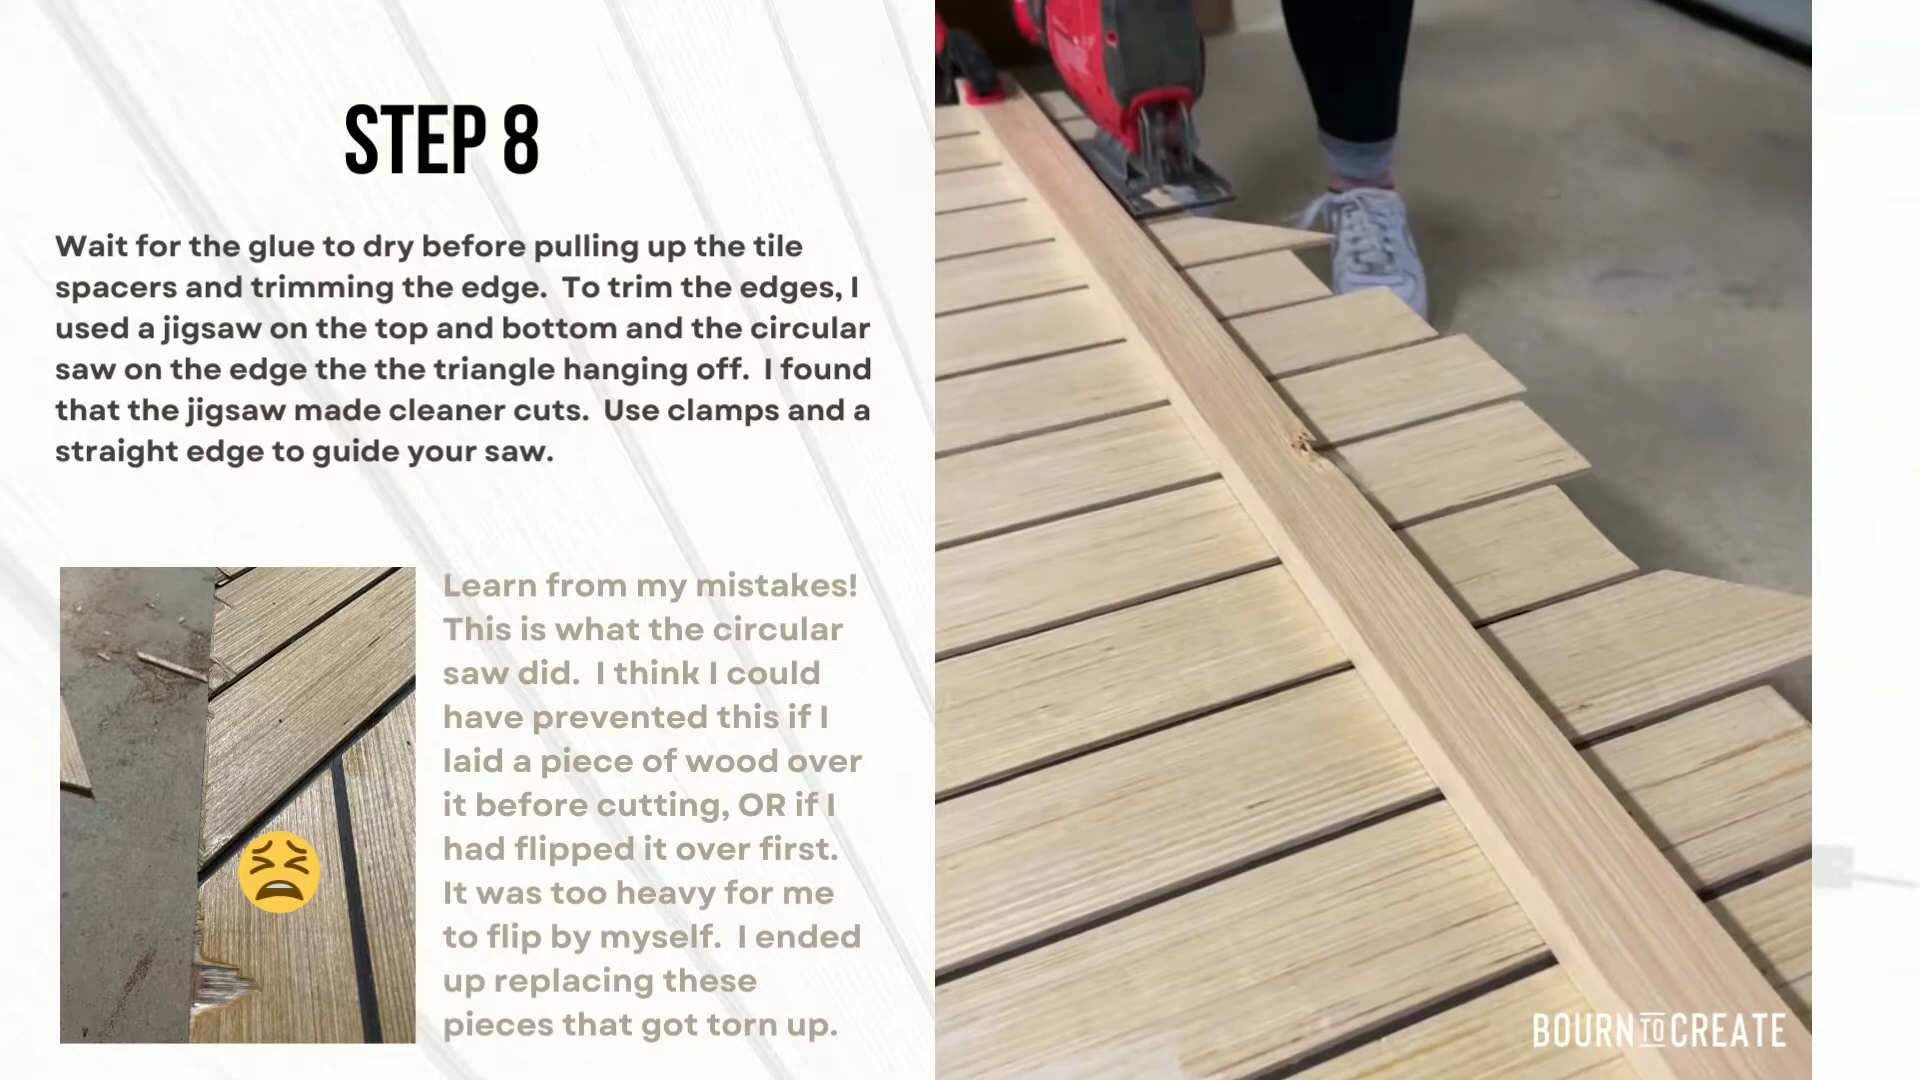 STEP 8
Wait for the glue to dry before pulling up the tile
spacers and trimming the edge.  To trim the edges, I
used a jigsaw on the top and bottom and the circular
saw on the edge the the triangle hanging off.  I found
that the jigsaw made cleaner cuts.  Use clamps and a
straight edge to guide your saw.
Learn from my mistakes!
This is what the circular
saw did.  I think I could
have prevented this if I
laid a piece of wood over
it before cutting, OR if I
had flipped it over first.
It was too heavy for me
to flip by myself.  I ended
up replacing these
pieces that got torn up.
BOURN TO CREATE